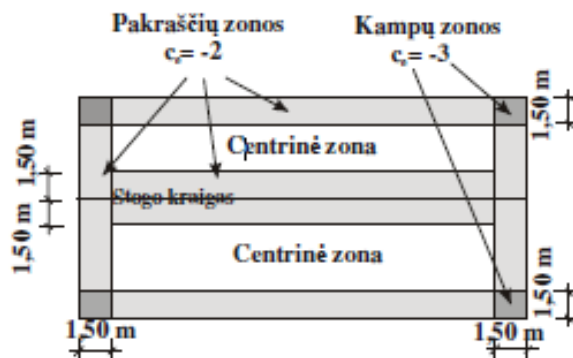 Pakraščių zonos
cₑ= -2
Kampų zonos
cₑ= -3
1,50 m
Centrinė zona
1,50 m
Stogo kraigas
1,50 m
Centrinė zona
1,50 m
1,50 m
1,50 m